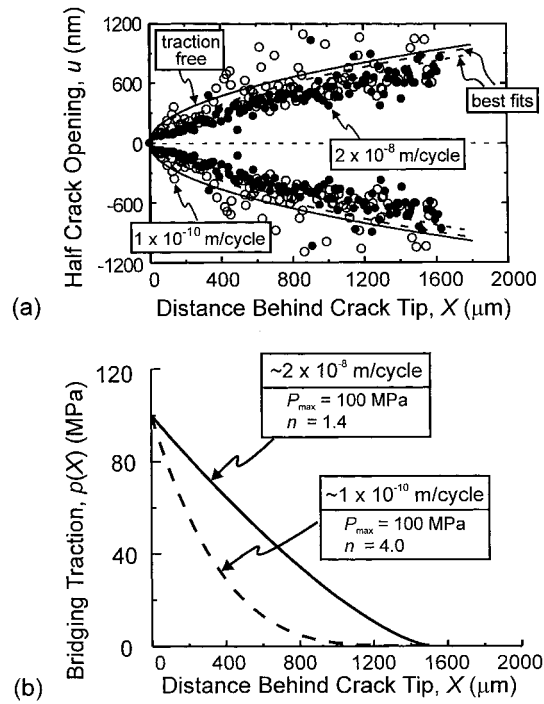 1200
600
0
-600
-1200
Half Crack Opening, u (nm)
traction
free
best fits
2 x 10⁻⁸ m/cycle
1 x 10⁻¹⁰ m/cycle
0 400 800 1200 1600 2000
Distance Behind Crack Tip, X (μm)
(a)
120
80
40
0
Bridging Traction, p(X) (MPa)
~2 x 10⁻⁸ m/cycle
Pmax = 100 MPa
n = 1.4
~1 x 10⁻¹⁰ m/cycle
Pmax = 100 MPa
n = 4.0
0 400 800 1200 1600 2000
Distance Behind Crack Tip, X (μm)
(b)